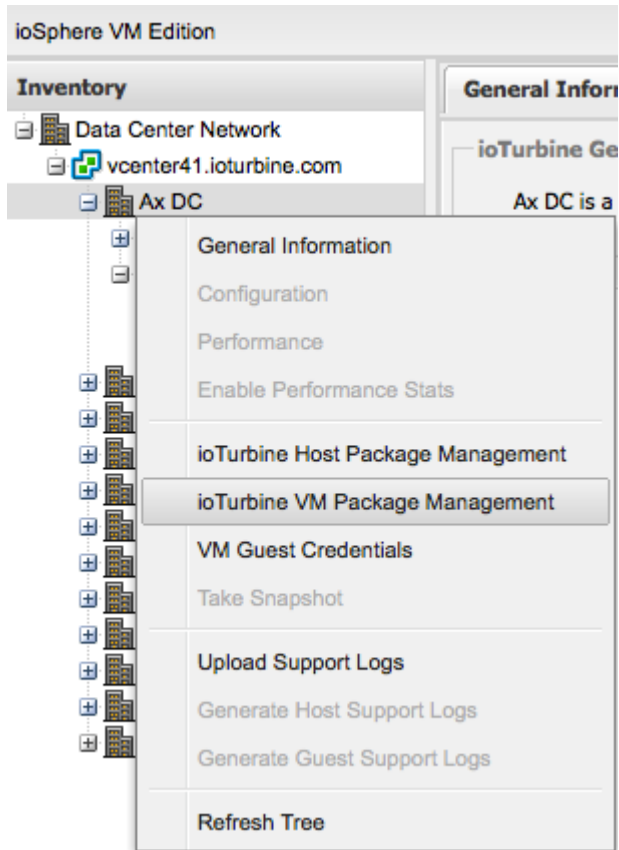 ioSphere VM Edition
Inventory
General Inform
Data Center Network
ioTurbine Ge
vcenter41.ioturbine.com
Ax DC
Ax DC is a
General Information
Configuration
Performance
Enable Performance Stats
ioTurbine Host Package Management
ioTurbine VM Package Management
VM Guest Credentials
Take Snapshot
Upload Support Logs
Generate Host Support Logs
Generate Guest Support Logs
Refresh Tree